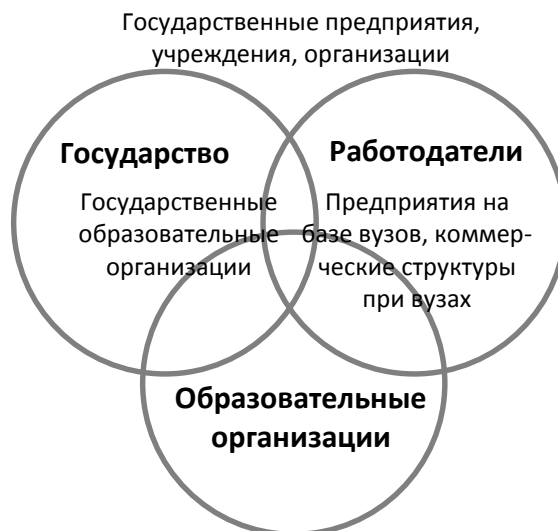 Государственные предприятия,
учреждения, организации
Государство
Государственные
образовательные
организации
Работодатели
Предприятия на
базе вузов, коммер-
ческие структуры
при вузах
Образовательные
организации